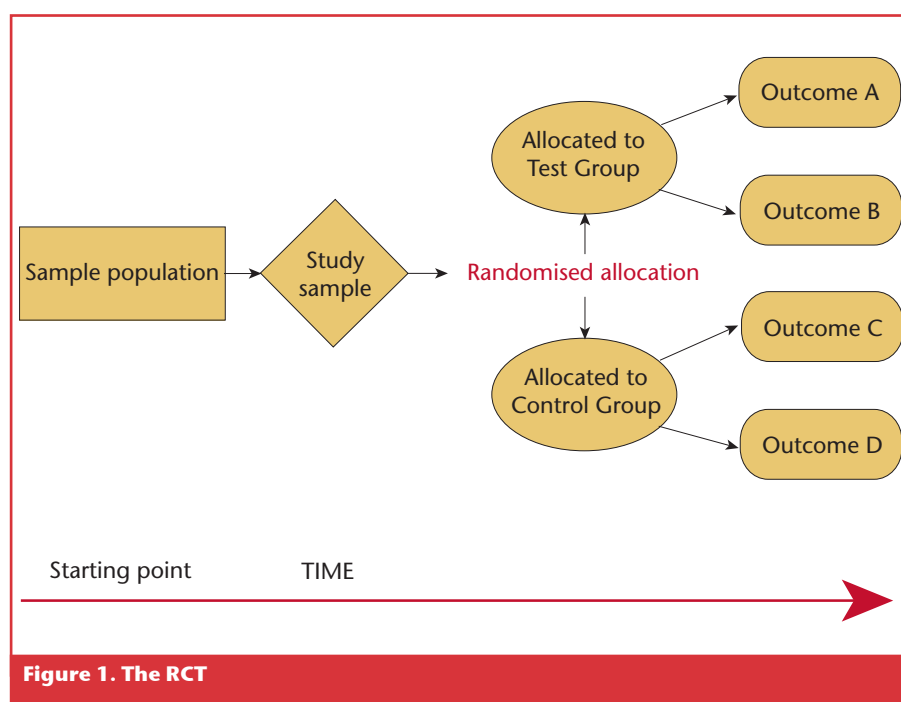 Sample population
Study
sample
Randomised allocation
Allocated to
Test Group
Outcome A
Outcome B
Allocated to
Control Group
Outcome C
Outcome D
Starting point
TIME
Figure 1. The RCT